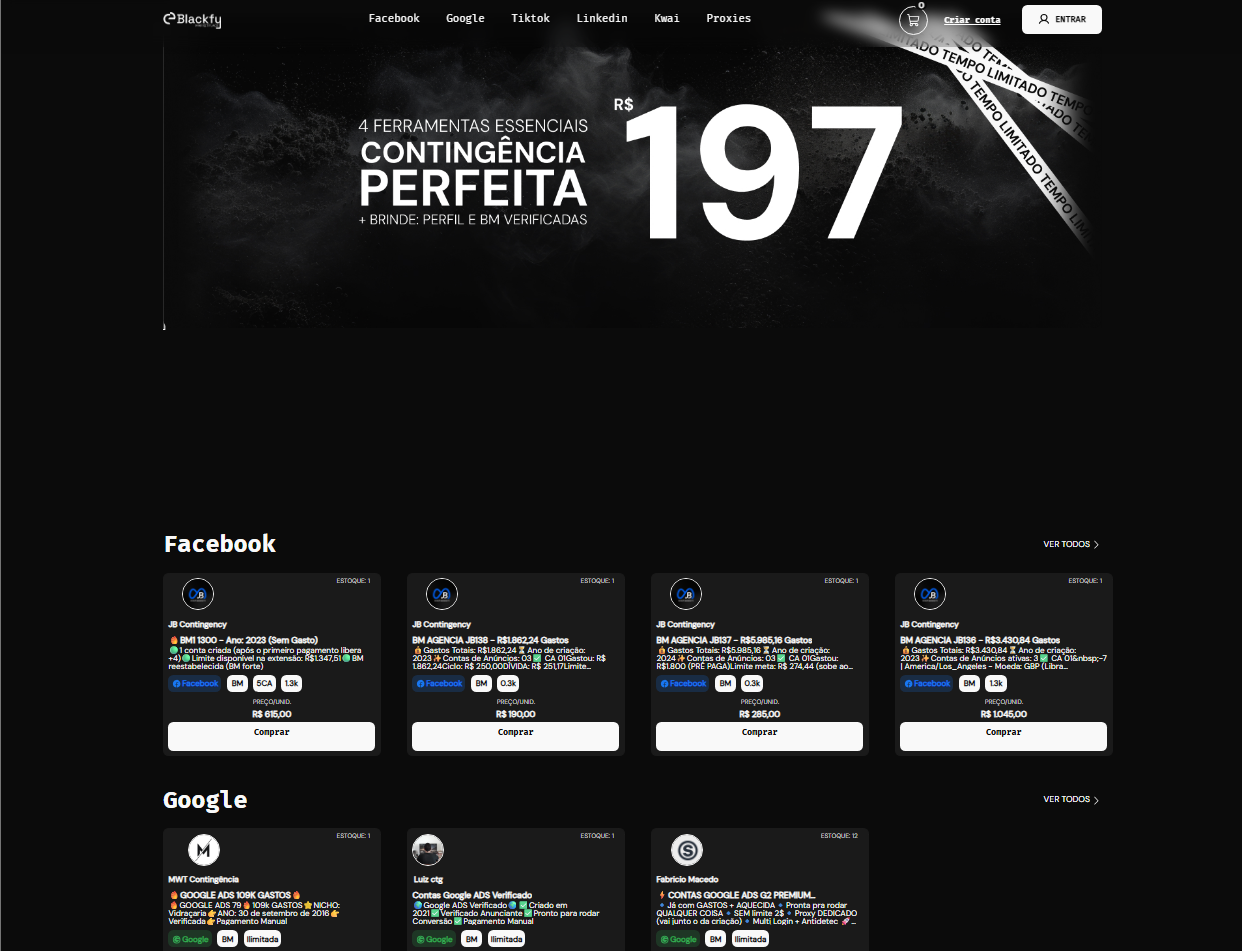 Blackfy
Facebook
Google
Tiktok
Linkedin
Kwai
Proxies
0
Criar conta
ENTRAR
4 FERRAMENTAS ESSENCIAIS
CONTINGÊNCIA
PERFEITA
+ BRINDE: PERFIL E BM VERIFICADAS
R$
197
TEMPO LIMITADO TEMPO
TEMPO LIMITADO TEMPO
Facebook
VER TODOS
ESTOQUE: 1
JB Contingency
🔥BM1 1300 - Ano: 2023 (Sem Gasto)
🟢1 conta criada (após o primeiro pagamento libera
+4)🟢Limite disponível na extensão: R$1.347,51🟢BM
reestabelecida (BM forte)
Facebook
BM
5CA
1.3k
PREÇO/UNID.
R$ 615,00
Comprar
ESTOQUE: 1
JB Contingency
BM AGENCIA JB138 - R$1.862,24 Gastos
💰Gastos Totais: R$1.862,24⏳Ano de criação:
2023✨Contas de Anúncios: 03✅ CA 01Gastou: R$
1.862,24Ciclo: R$ 250,00DÍVIDA: R$ 251,17Limite...
Facebook
BM
0.3k
PREÇO/UNID.
R$ 190,00
Comprar
ESTOQUE: 1
JB Contingency
BM AGENCIA JB137 - R$5.985,16 Gastos
💰Gastos Totais: R$5.985,16⏳Ano de criação:
2024✨Contas de Anúncios: 03✅ CA 01Gastou:
R$1.800 (PRÉ PAGA)Limite meta: R$ 274,44 (sobe ao...
Facebook
BM
0.3k
PREÇO/UNID.
R$ 285,00
Comprar
ESTOQUE: 1
JB Contingency
BM AGENCIA JB136 - R$3.430,84 Gastos
💰Gastos Totais: R$3.430,84⏳Ano de criação:
2023✨Contas de Anúncios ativas: 3✅ CA 01&nbsp;-7
| America/Los_Angeles - Moeda: GBP (Libra...
Facebook
BM
1.3k
PREÇO/UNID.
R$ 1.045,00
Comprar
Google
VER TODOS
ESTOQUE: 1
MWT Contingência
🔥GOOGLE ADS 109K GASTOS🔥
🔥GOOGLE ADS 79🔥109k GASTOS⭐NICHO:
Vidraçaria👉ANO: 30 de setembro de 2016👉
Verificada👉Pagamento Manual
Google
BM
Ilimitada
ESTOQUE: 1
Luiz ctg
Contas Google ADS Verificado
🌎Google ADS Verificado🌎✅Criado em
2021✅Verificado Anunciante✅Pronto para rodar
Conversão✅Pagamento Manual
Google
BM
Ilimitada
ESTOQUE: 12
Fabricio Macedo
⚡CONTAS GOOGLE ADS G2 PREMIUM...
🔹Já com GASTOS + AQUECIDA🔹Pronta pra rodar
QUALQUER COISA🔹SEM limite 2$🔹Proxy DEDICADO
(vai junto o da criação)🔹Multi Login + Antidetec 🚀...
Google
BM
Ilimitada